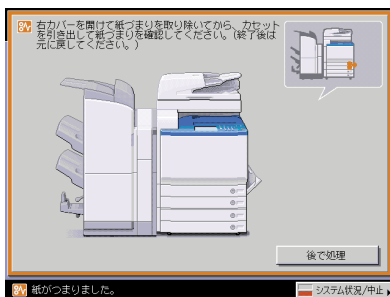 右カバーを開けて紙づまりを取り除いてから、カセット
を引き出して紙づまりを確認してください。(終了後は
元に戻してください。)
後で処理
紙がつまりました。
システム状況/中止